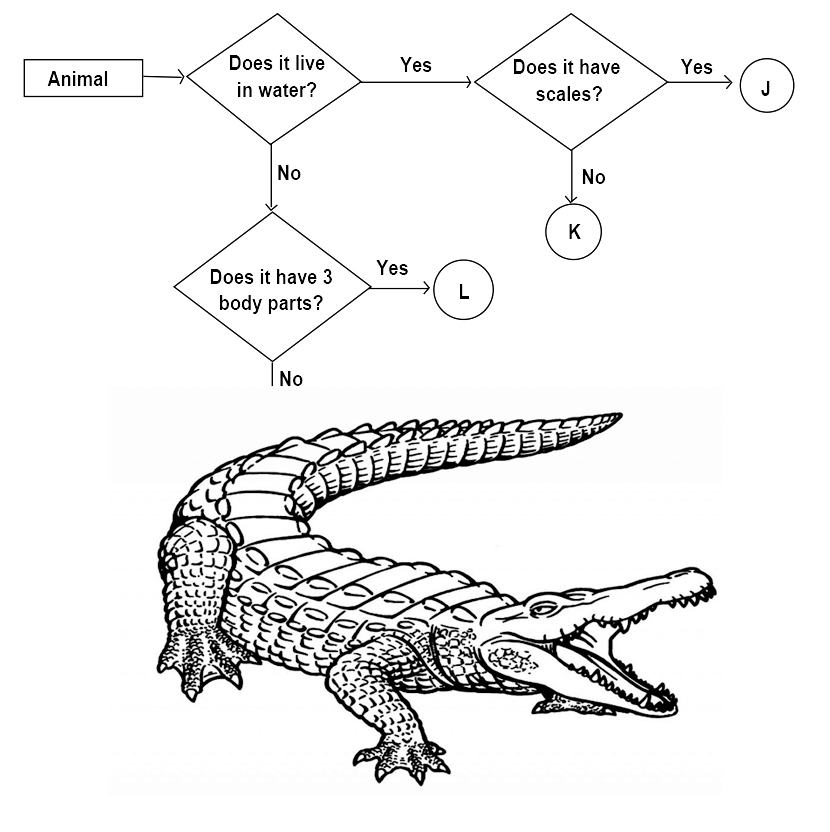 Animal
Does it live
in water?
Yes
Does it have
scales?
Yes
J
No
No
K
Does it have 3
body parts?
Yes
L
No